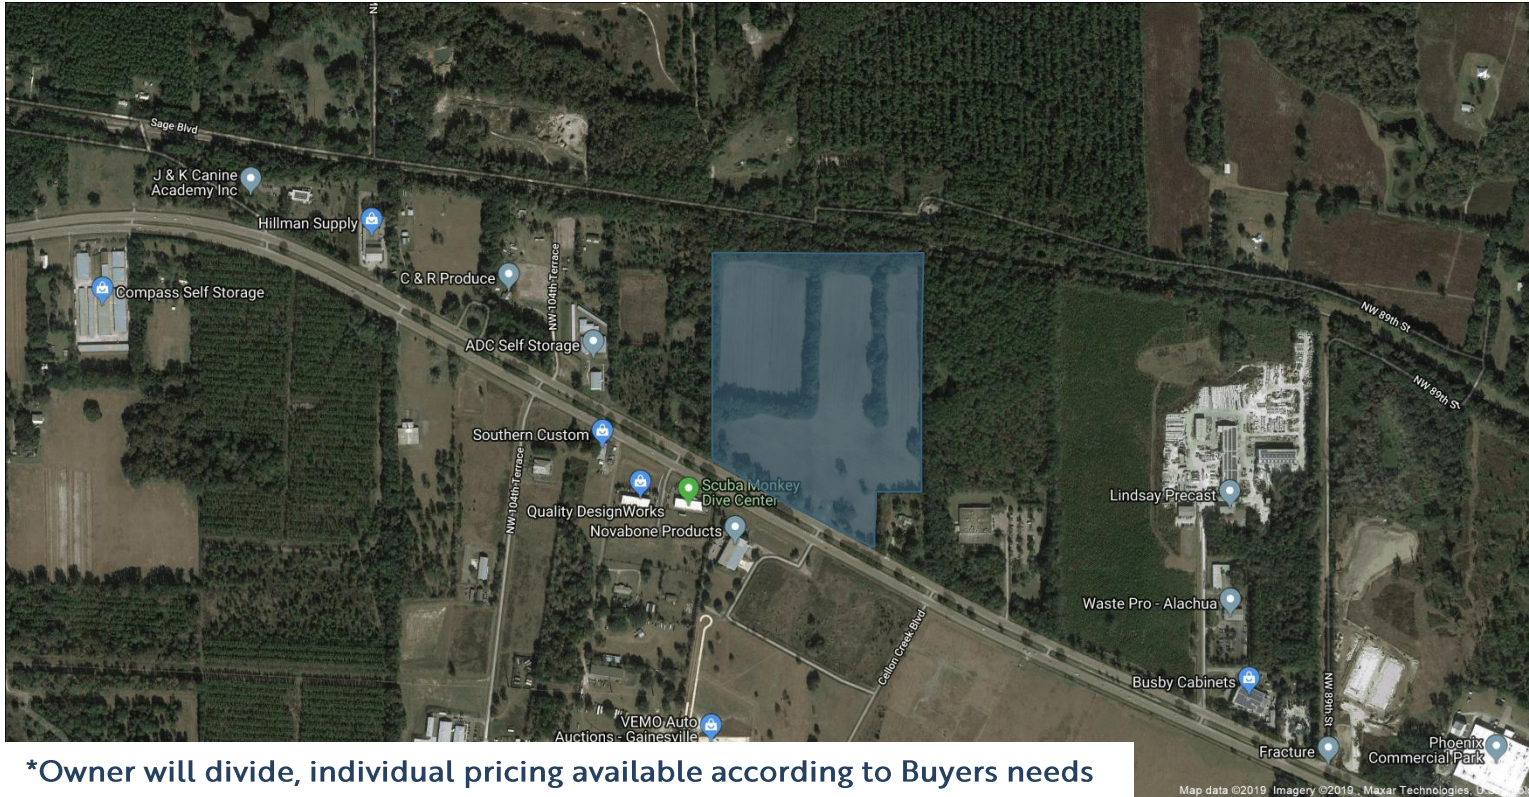 Sage Blvd
J & K Canine
Academy Inc
Hillman Supply
Compass Self Storage
C & R Produce
NW 104th Terrace
ADC Self Storage
NW 89th St
NW 89th St
Southern Custom
NW 104th Terrace
Quality DesignWorks
Scuba Monkey
Dive Center
Novabone Products
Lindsay Precast
Waste Pro - Alachua
Cellon Creek Blvd
Busby Cabinets
NW 89th St
VEMO Auto
Auctions - Gainesville
Fracture
Phoenix
Commercial Park
*Owner will divide, individual pricing available according to Buyers needs
Map data ©2019 Imagery ©2019 , Maxar Technologies,